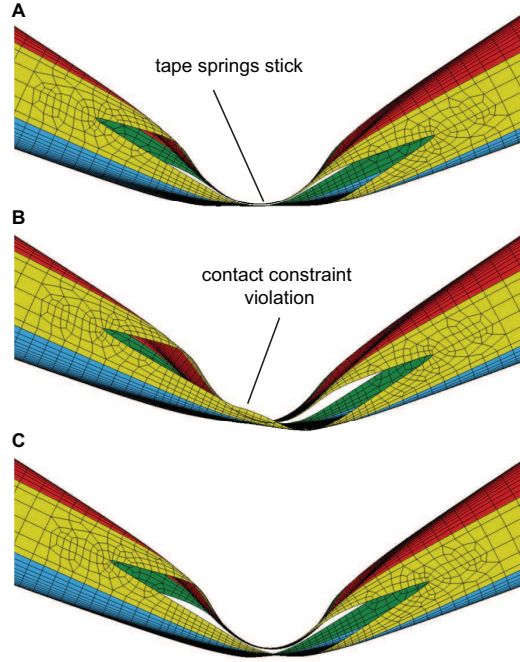 A
tape springs stick
B
contact constraint
violation
C